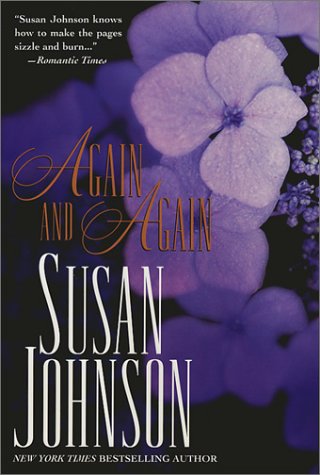 “Susan Johnson knows
how to make the pages
sizzle and burn...”
—Romantic Times
AGAIN
AND AGAIN
SUSAN
JOHNSON
NEW YORK TIMES BESTSELLING AUTHOR